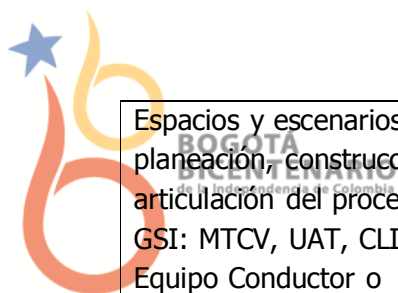 Espacios y escenarios
BOGOTÁ
planeación, construcc
BICENTENARIO
de la Independencia de Colombia
articulación del proce
GSI: MTCV, UAT, CLI
Equipo Conductor o